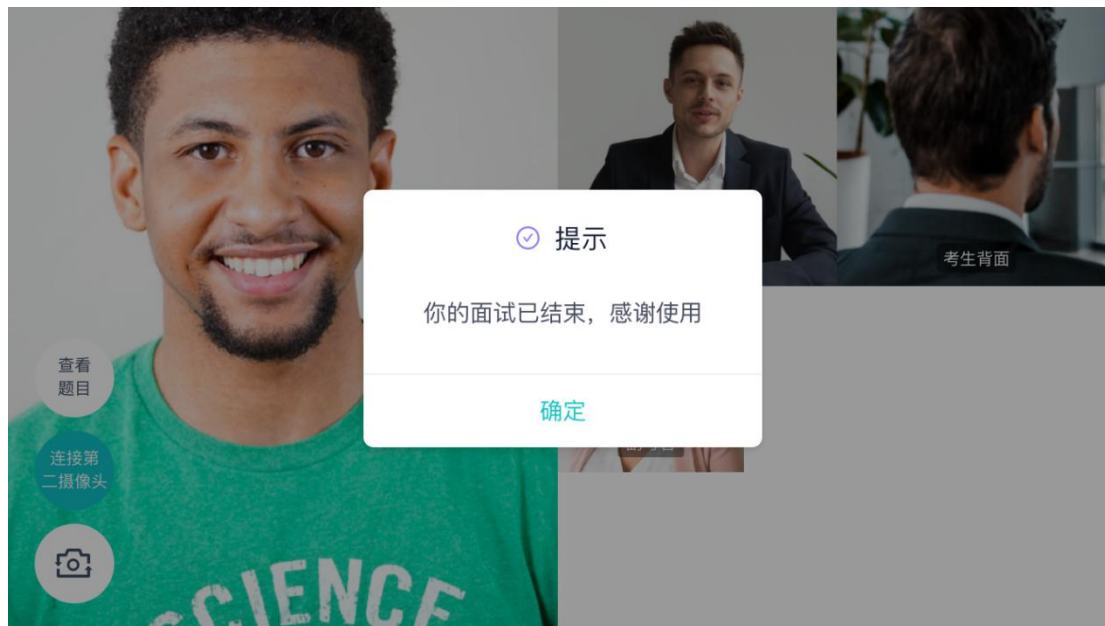 提示
你的面试已结束，感谢使用
确定
考生背面
查看
题目
连接第
二摄像头
SCIENCE